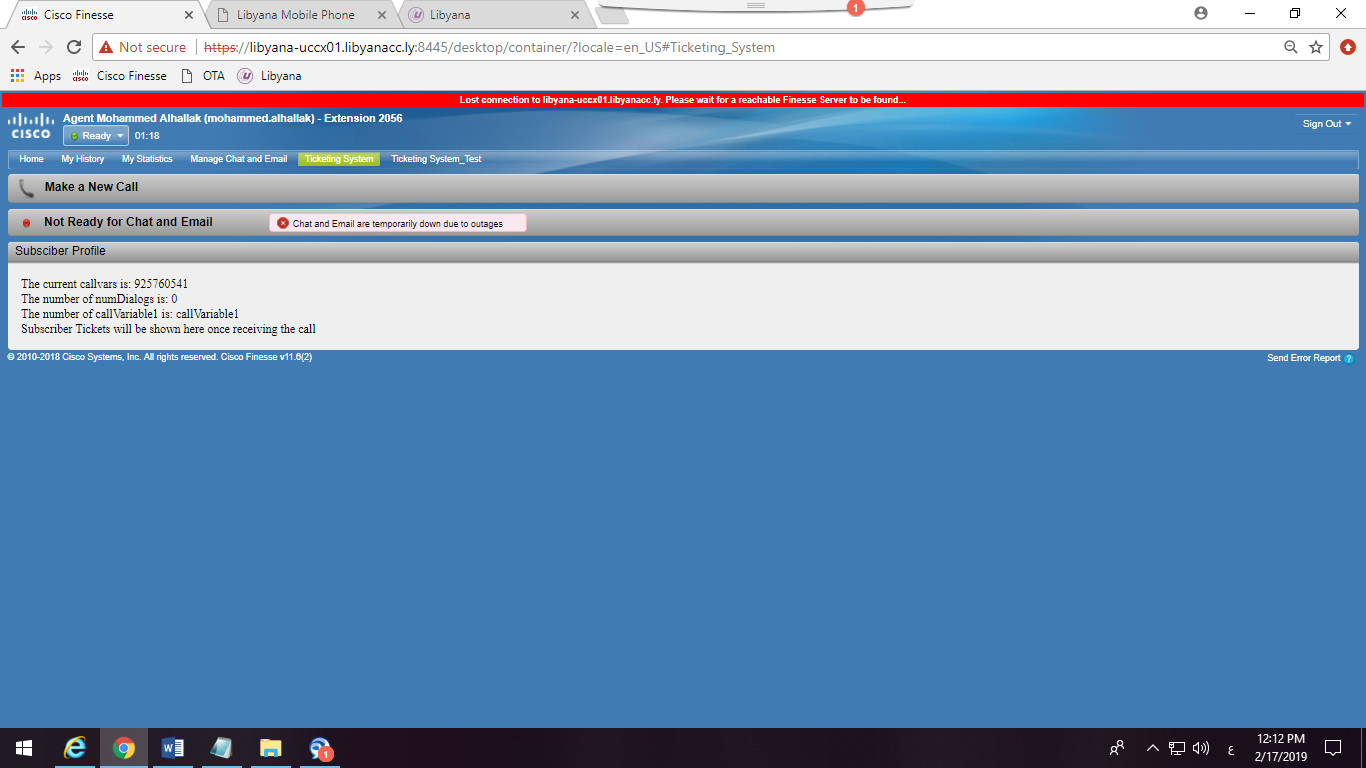 Cisco Finesse
Libyana Mobile Phone
Libyana
1
Not secure
https://libyana-uccx01.libyanacc.ly:8445/desktop/container/?locale=en_US#Ticketing_System
Apps
Cisco Finesse
OTA
Libyana
Lost connection to libyana-uccx01.libyanacc.ly. Please wait for a reachable Finesse Server to be found...
CISCO
Agent Mohammed Alhallak (mohammed.alhallak) - Extension 2056
Sign Out
Ready
01:18
Home
My History
My Statistics
Manage Chat and Email
Ticketing System
Ticketing System_Test
Make a New Call
Not Ready for Chat and Email
Chat and Email are temporarily down due to outages
Subsciber Profile
The current callvars is: 925760541
The number of numDialogs is: 0
The number of callVariable1 is: callVariable1
Subscriber Tickets will be shown here once receiving the call
© 2010-2018 Cisco Systems, Inc. All rights reserved. Cisco Finesse v11.6(2)
Send Error Report ?
1
ع
12:12 PM
2/17/2019